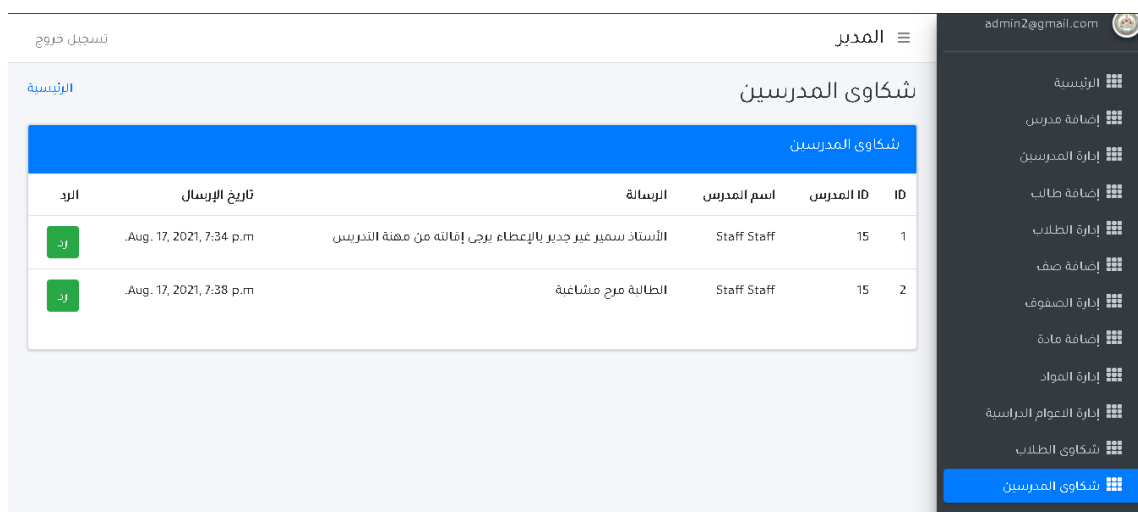 admin2@gmail.com
الرئيسية
إضافة مدرس
إدارة المدرسين
إضافة طالب
إدارة الطلاب
إضافة صف
إدارة الصفوف
إضافة مادة
إدارة المواد
إدارة الاعوام الدراسية
شكاوى الطلاب
شكاوى المدرسين
المدير تسجيل خروج
شكاوى المدرسين الرئيسية
شكاوى المدرسين
ID ID المدرس اسم المدرس الرسالة تاريخ الإرسال الرد
1 15 Staff Staff الأستاذ سمير غير جدير بالإعطاء يرجى إقالته من مهنة التدريس Aug. 17, 2021, 7:34 p.m. رد
2 15 Staff Staff الطالبة مرح مشاغبة Aug. 17, 2021, 7:38 p.m. رد